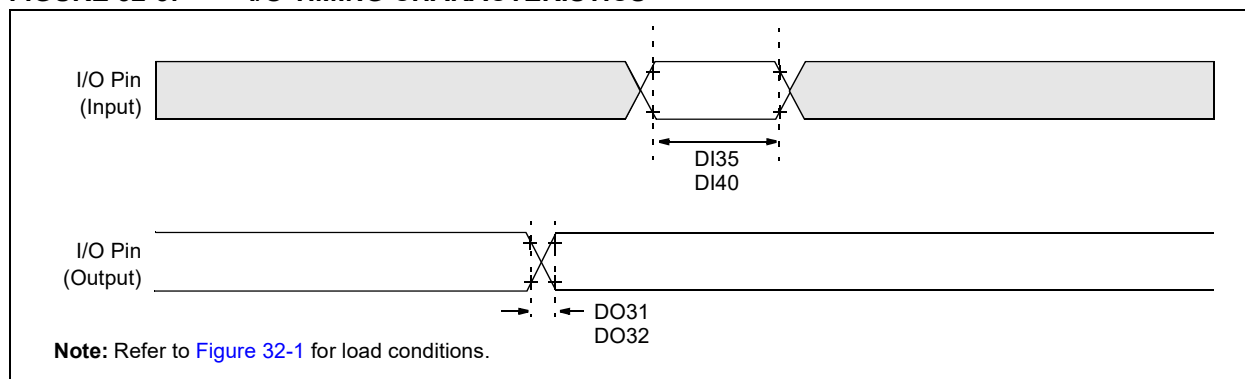 I/O Pin
(Input)
DI35
DI40
I/O Pin
(Output)
DO31
DO32
Note: Refer to Figure 32-1 for load conditions.